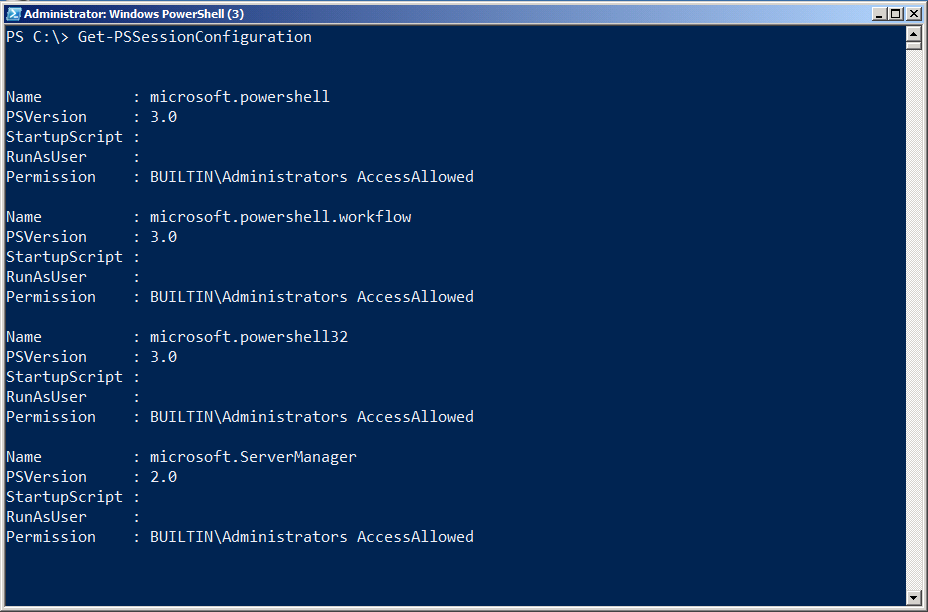 Administrator: Windows PowerShell (3)
PS C:\> Get-PSSessionConfiguration
Name          : microsoft.powershell
PSVersion     : 3.0
StartupScript :
RunAsUser     :
Permission    : BUILTIN\Administrators AccessAllowed
Name          : microsoft.powershell.workflow
PSVersion     : 3.0
StartupScript :
RunAsUser     :
Permission    : BUILTIN\Administrators AccessAllowed
Name          : microsoft.powershell32
PSVersion     : 3.0
StartupScript :
RunAsUser     :
Permission    : BUILTIN\Administrators AccessAllowed
Name          : microsoft.ServerManager
PSVersion     : 2.0
StartupScript :
RunAsUser     :
Permission    : BUILTIN\Administrators AccessAllowed